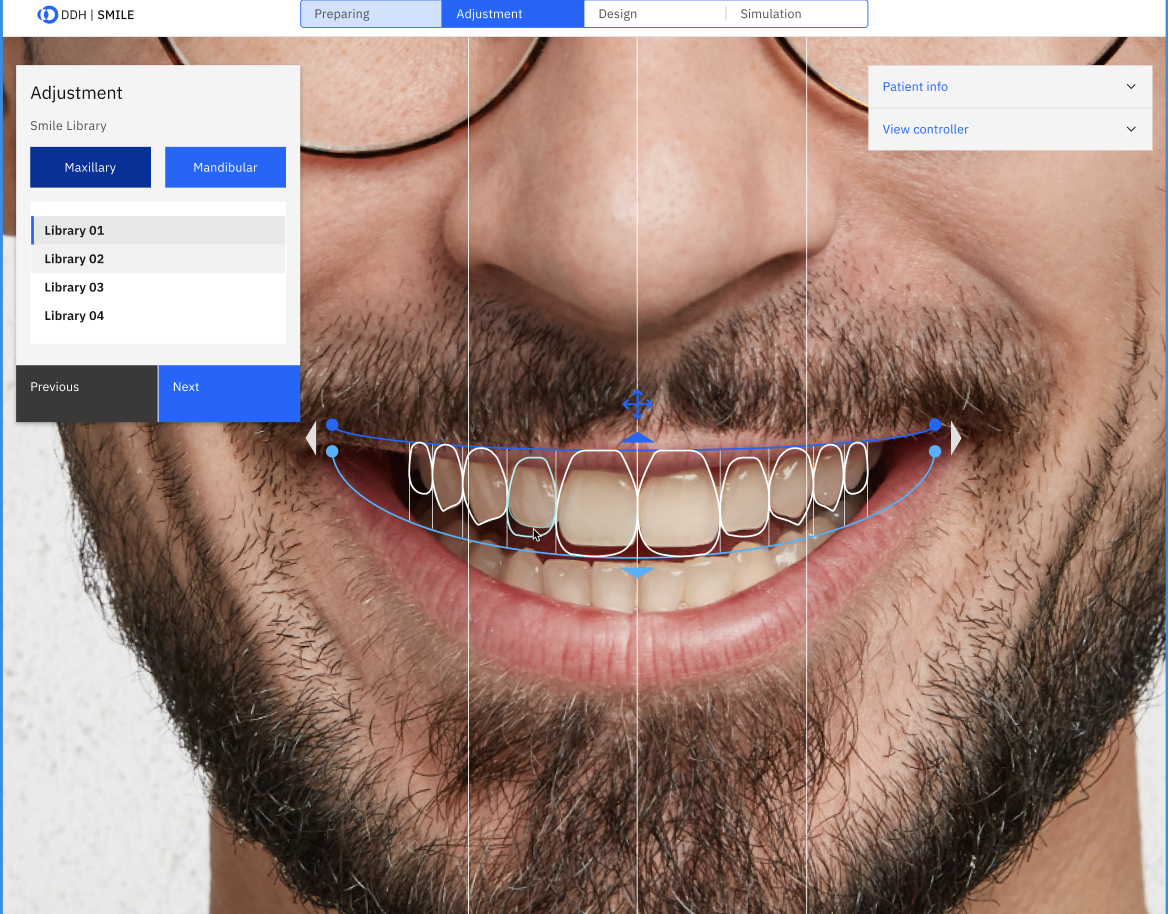 DDH | SMILE
Preparing
Adjustment
Design
Simulation
Adjustment
Smile Library
Maxillary
Mandibular
Library 01
Library 02
Library 03
Library 04
Previous
Next
Patient info
View controller